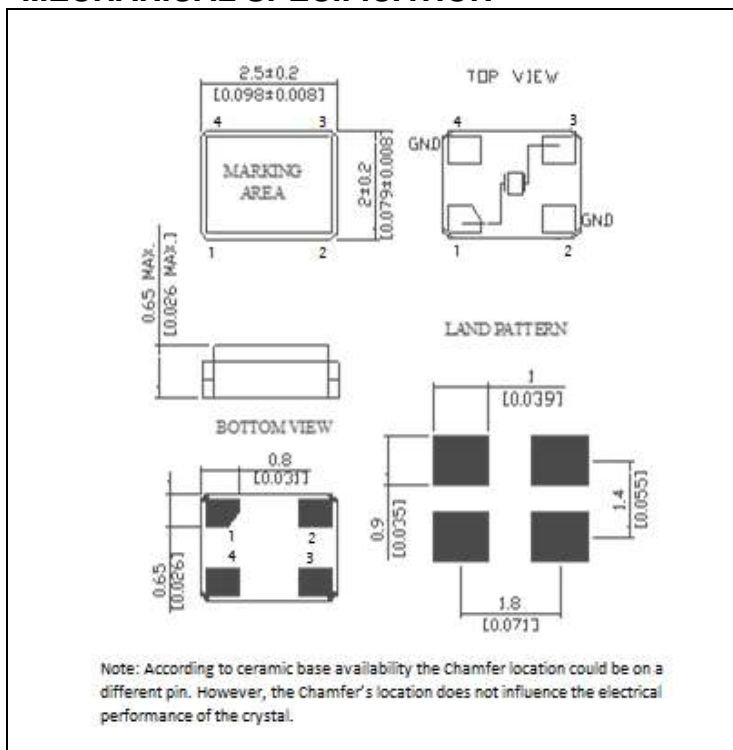 MECHANICAL SPECIFICATION
2.5±0.2
[0.098±0.008]
TOP VIEW
4 3
4 3
GND
MARKING
AREA
2±0.2
[0.079±0.008]
GND
1 2
1 2
0.65 MAX.
[0.026 MAX.]
LAND PATTERN
1
[0.039]
BOTTOM VIEW
0.8
[0.031]
1 2
4 3
0.65
[0.026]
0.9
[0.035]
1.4
[0.055]
1.8
[0.071]
Note: According to ceramic base availability the Chamfer location could be on a
different pin. However, the Chamfer's location does not influence the electrical
performance of the crystal.